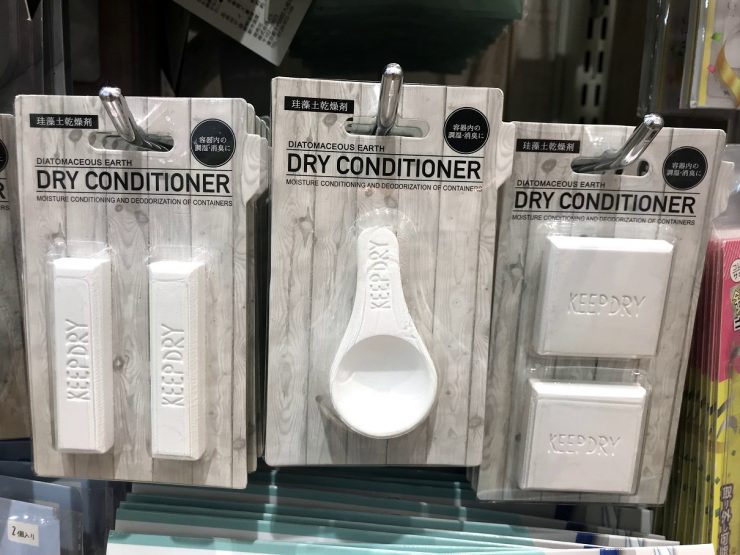 珪藻土乾燥剤
容器内の
調湿・消臭に
DIATOMACEOUS EARTH
DRY CONDITIONER
MOISTURE CONDITIONING AND DEODORIZATION OF CONTAINERS
KEEPDRY
KEEPDRY
珪藻土乾燥剤
容器内の
調湿・消臭に
DIATOMACEOUS EARTH
DRY CONDITIONER
MOISTURE CONDITIONING AND DEODORIZATION OF CONTAINERS
KEEPDRY
珪藻土乾燥剤
容器内の
調湿・消臭に
DIATOMACEOUS EARTH
DRY CONDITIONER
MOISTURE CONDITIONING AND DEODORIZATION OF CONTAINERS
KEEPDRY
KEEPDRY
2個入り